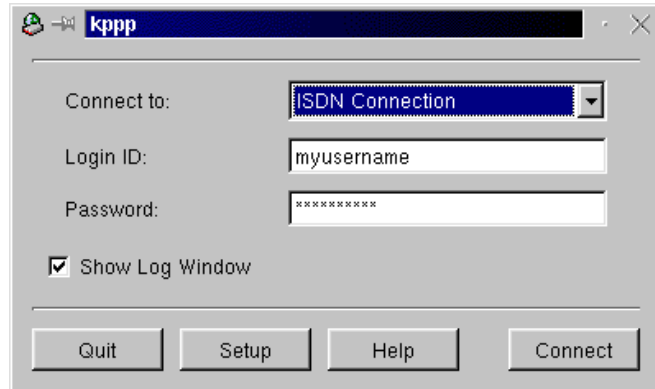 kppp
Connect to: ISDN Connection
Login ID: myusername
Password: **********
Show Log Window
Quit Setup Help Connect